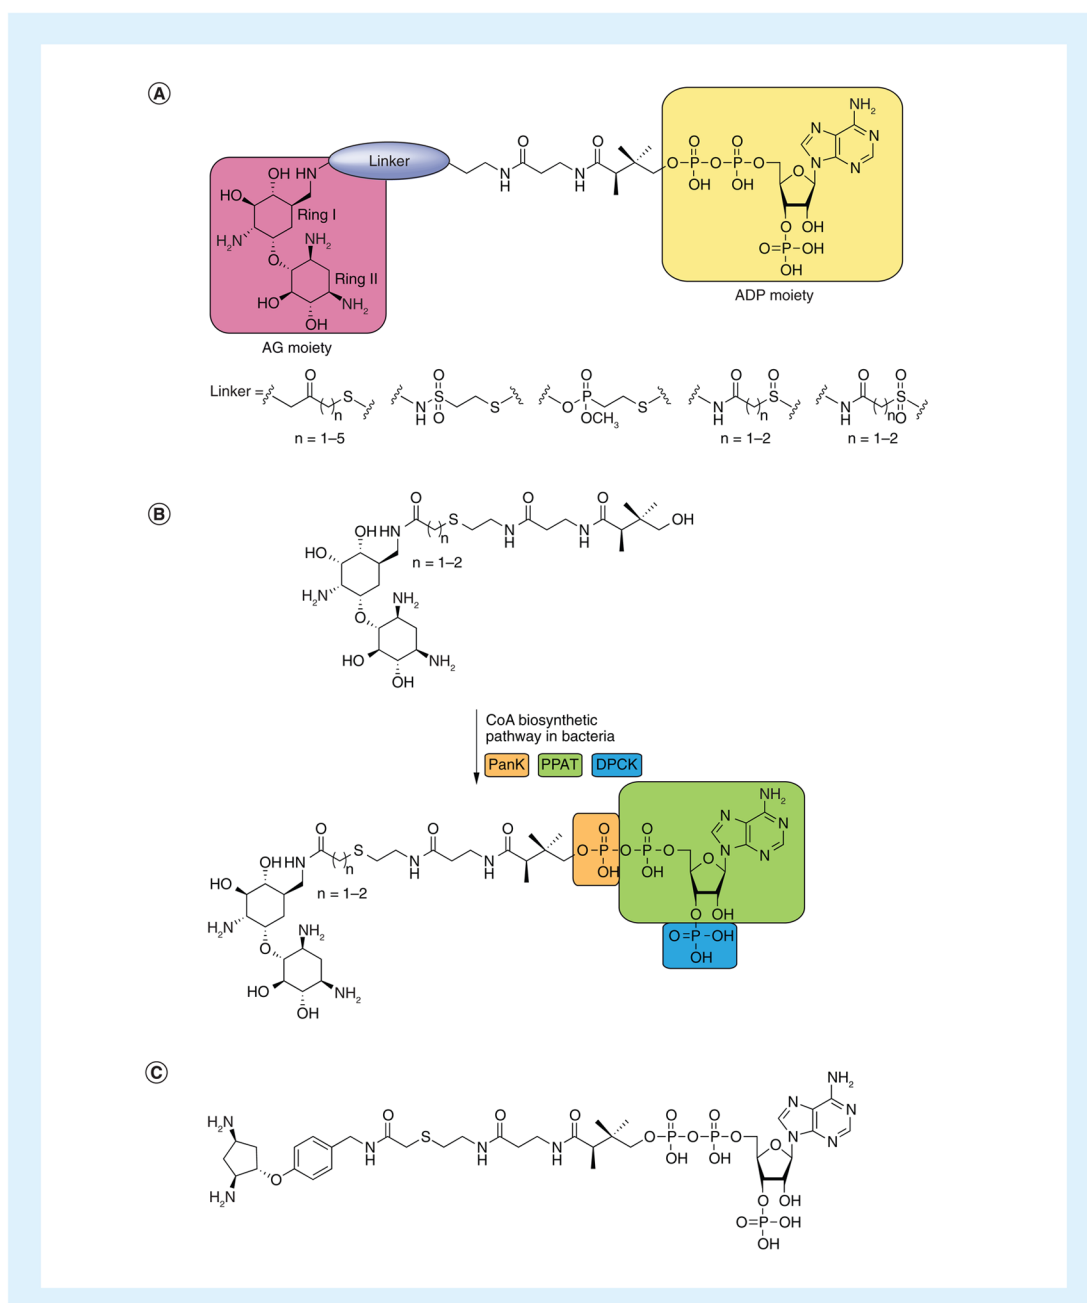 A
NH2
N
N
N
N
O
O
O
O
Linker
N
H
N
H
O
P
O
P
O
O
OH
OH
OH
HN
HO
Ring I
H2N
NH2
O
Ring II
HO
NH2
OH
O
OH
O=P–OH
OH
ADP moiety
AG moiety
Linker =
O
S
n
n = 1–5
O
S
O
N
H
S
O
P
O
OCH3
S
O
N
H
n
O
S
n = 1–2
O
N
H
n
O
S
O
n = 1–2
B
O
OH
HN
S
n
n = 1–2
O
N
H
O
N
H
OH
HO
H2N
O
NH2
HO
NH2
OH
CoA biosynthetic
pathway in bacteria
PanK PPAT DPCK
NH2
N
N
N
N
O
S
n
n = 1–2
O
N
H
O
N
H
O
O
P
OH
O
O
P
OH
O
O
OH
HN
HO
H2N
O
NH2
HO
NH2
OH
O
OH
O=P–OH
OH
C
NH2
N
N
N
N
H2N
H2N
O
O
N
H
S
O
N
H
O
N
H
O
O
P
OH
O
O
P
OH
O
O
O
OH
O=P–OH
OH